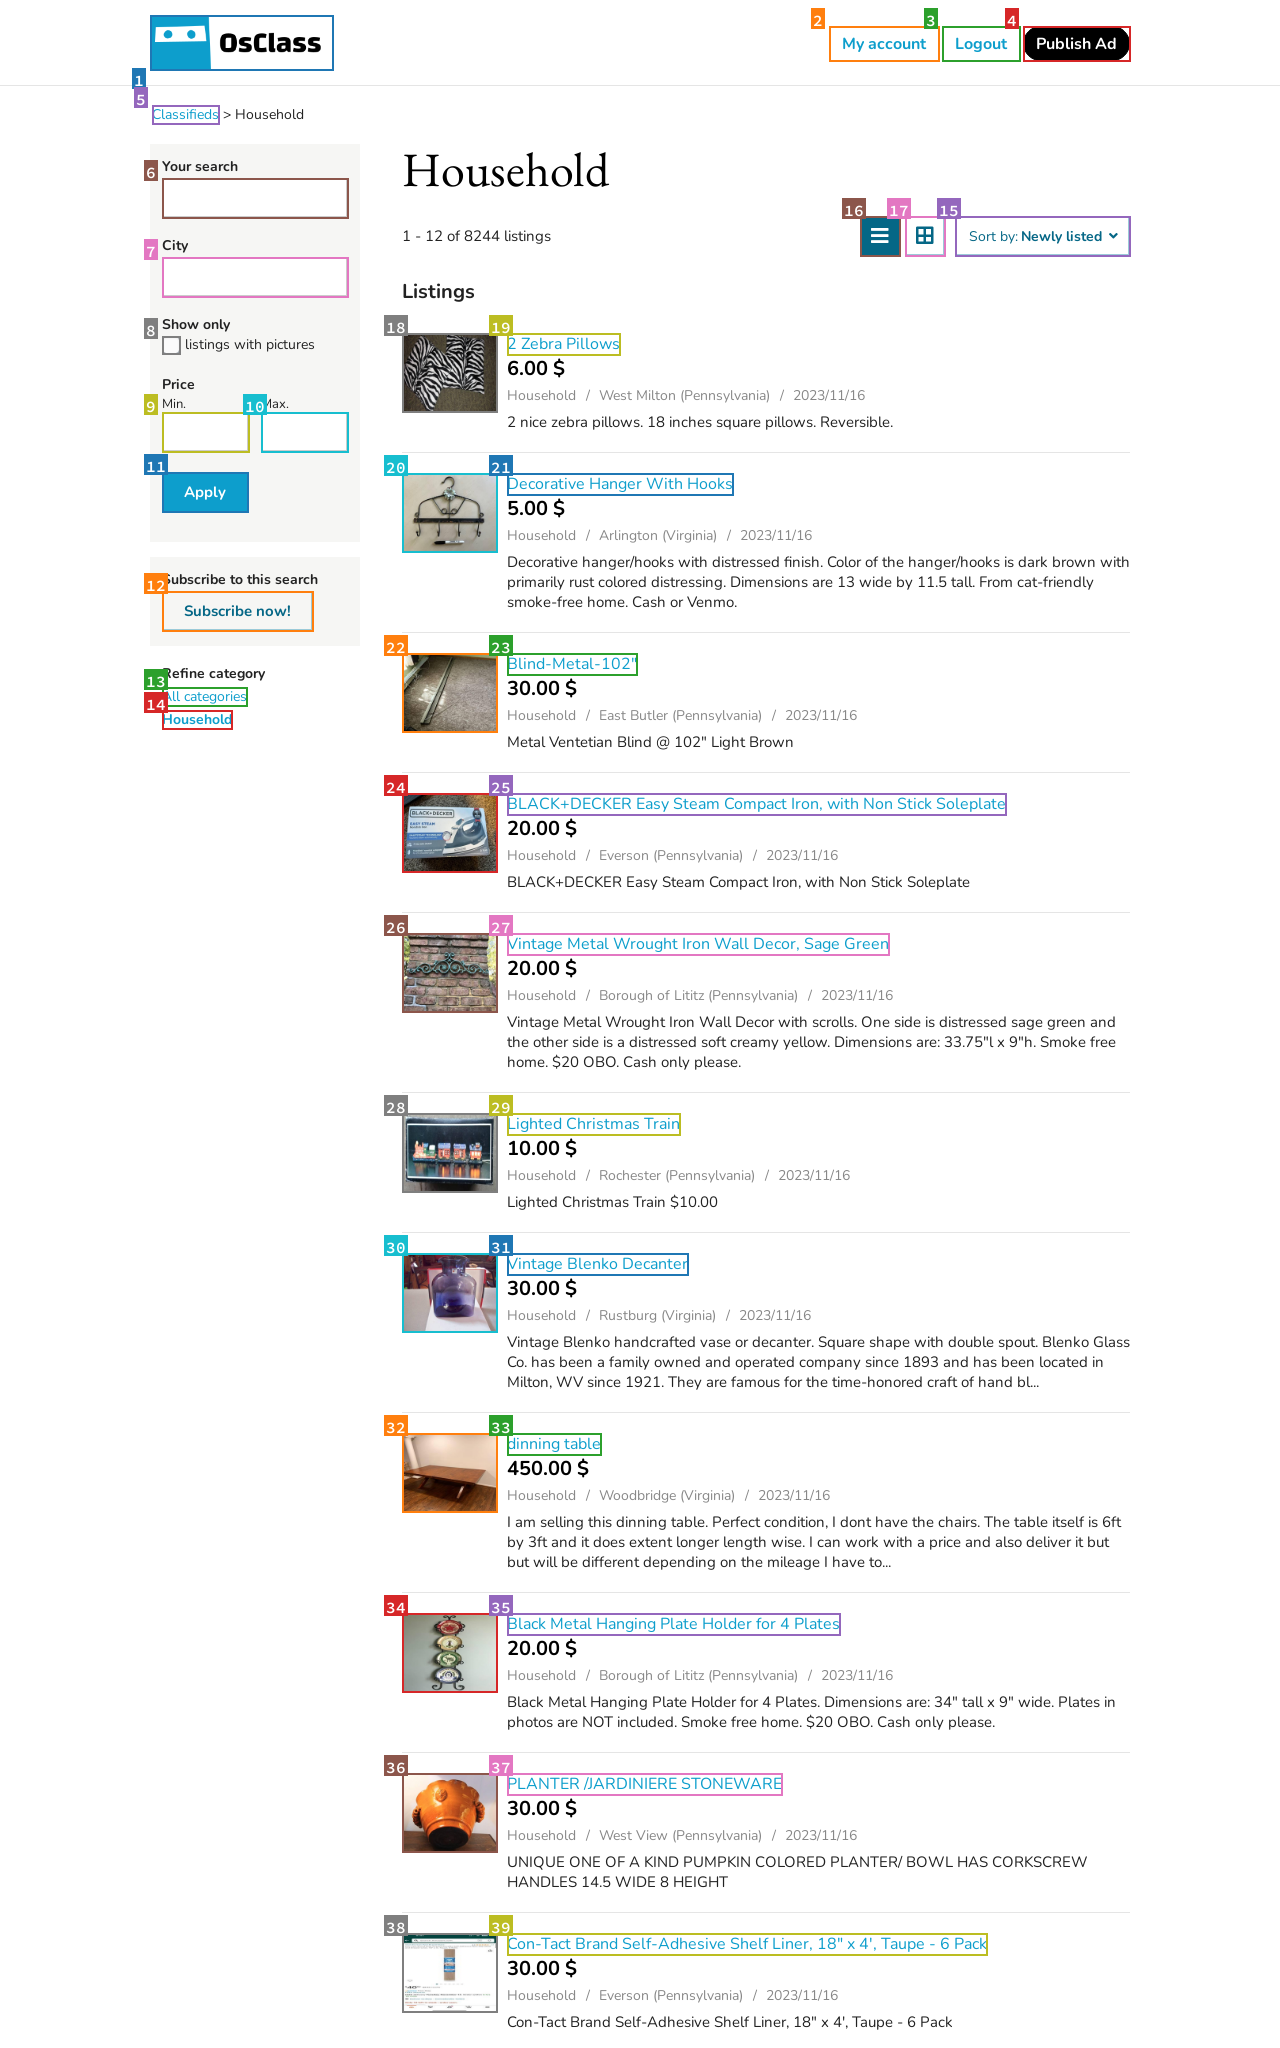 OsClass
2
My account
3
Logout
4
Publish Ad
1
5
Classifieds > Household
6
Your search
7
City
8
Show only
listings with pictures
Price
9
Min.
10
Max.
11
Apply
12
Subscribe to this search
Subscribe now!
Refine category
13
All categories
14
Household
Household
1 - 12 of 8244 listings
16
17
15
Sort by: Newly listed
Listings
18
19
2 Zebra Pillows
6.00 $
Household / West Milton (Pennsylvania) / 2023/11/16
2 nice zebra pillows. 18 inches square pillows. Reversible.
20
21
Decorative Hanger With Hooks
5.00 $
Household / Arlington (Virginia) / 2023/11/16
Decorative hanger/hooks with distressed finish. Color of the hanger/hooks is dark brown with
primarily rust colored distressing. Dimensions are 13 wide by 11.5 tall. From cat-friendly
smoke-free home. Cash or Venmo.
22
23
Blind-Metal-102"
30.00 $
Household / East Butler (Pennsylvania) / 2023/11/16
Metal Ventetian Blind @ 102" Light Brown
24
25
BLACK+DECKER
BLACK+DECKER Easy Steam Compact Iron, with Non Stick Soleplate
20.00 $
Household / Everson (Pennsylvania) / 2023/11/16
BLACK+DECKER Easy Steam Compact Iron, with Non Stick Soleplate
26
27
Vintage Metal Wrought Iron Wall Decor, Sage Green
20.00 $
Household / Borough of Lititz (Pennsylvania) / 2023/11/16
Vintage Metal Wrought Iron Wall Decor with scrolls. One side is distressed sage green and
the other side is a distressed soft creamy yellow. Dimensions are: 33.75"l x 9"h. Smoke free
home. $20 OBO. Cash only please.
28
29
Lighted Christmas Train
10.00 $
Household / Rochester (Pennsylvania) / 2023/11/16
Lighted Christmas Train $10.00
30
31
Vintage Blenko Decanter
30.00 $
Household / Rustburg (Virginia) / 2023/11/16
Vintage Blenko handcrafted vase or decanter. Square shape with double spout. Blenko Glass
Co. has been a family owned and operated company since 1893 and has been located in
Milton, WV since 1921. They are famous for the time-honored craft of hand bl...
32
33
dinning table
450.00 $
Household / Woodbridge (Virginia) / 2023/11/16
I am selling this dinning table. Perfect condition, I dont have the chairs. The table itself is 6ft
by 3ft and it does extent longer length wise. I can work with a price and also deliver it but
but will be different depending on the mileage I have to...
34
35
Black Metal Hanging Plate Holder for 4 Plates
20.00 $
Household / Borough of Lititz (Pennsylvania) / 2023/11/16
Black Metal Hanging Plate Holder for 4 Plates. Dimensions are: 34" tall x 9" wide. Plates in
photos are NOT included. Smoke free home. $20 OBO. Cash only please.
36
37
PLANTER /JARDINIERE STONEWARE
30.00 $
Household / West View (Pennsylvania) / 2023/11/16
UNIQUE ONE OF A KIND PUMPKIN COLORED PLANTER/ BOWL HAS CORKSCREW
HANDLES 14.5 WIDE 8 HEIGHT
38
39
Con-Tact Brand Self-Adhesive Shelf Liner, 18" x 4', Taupe - 6 Pack
30.00 $
Household / Everson (Pennsylvania) / 2023/11/16
Con-Tact Brand Self-Adhesive Shelf Liner, 18" x 4', Taupe - 6 Pack